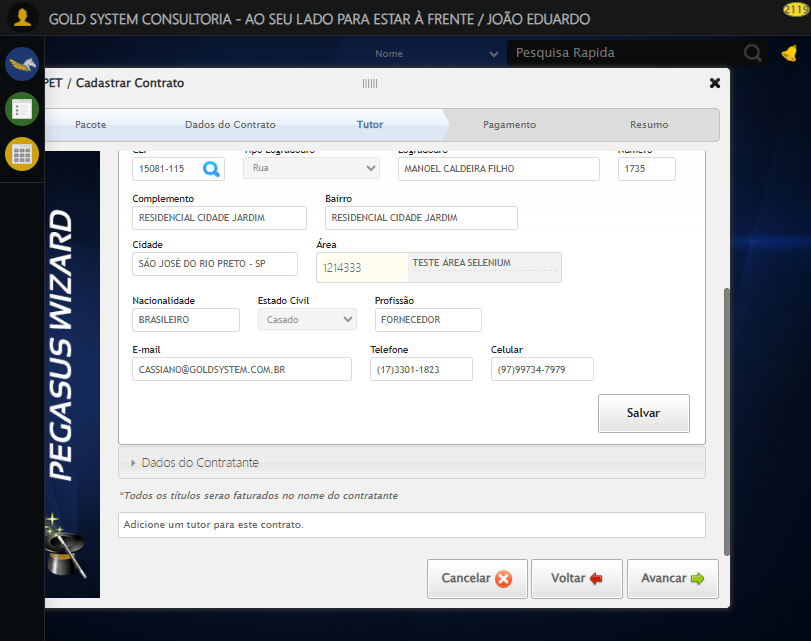 GOLD SYSTEM CONSULTORIA - AO SEU LADO PARA ESTAR À FRENTE / JOÃO EDUARDO
2119
Nome
Pesquisa Rapida
PET / Cadastrar Contrato
Pacote
Dados do Contrato
Tutor
Pagamento
Resumo
CEP
Tipo Logradouro
Logradouro
Número
15081-115
Rua
MANOEL CALDEIRA FILHO
1735
Complemento
Bairro
RESIDENCIAL CIDADE JARDIM
RESIDENCIAL CIDADE JARDIM
Cidade
Área
SÃO JOSÉ DO RIO PRETO - SP
1214333
TESTE ÁREA SELENIUM
Nacionalidade
Estado Civil
Profissão
BRASILEIRO
Casado
FORNECEDOR
E-mail
Telefone
Celular
CASSIANO@GOLDSYSTEM.COM.BR
(17)3301-1823
(97)99734-7979
Salvar
Dados do Contratante
*Todos os títulos serao faturados no nome do contratante
Adicione um tutor para este contrato.
Cancelar
Voltar
Avancar
PEGASUS WIZARD